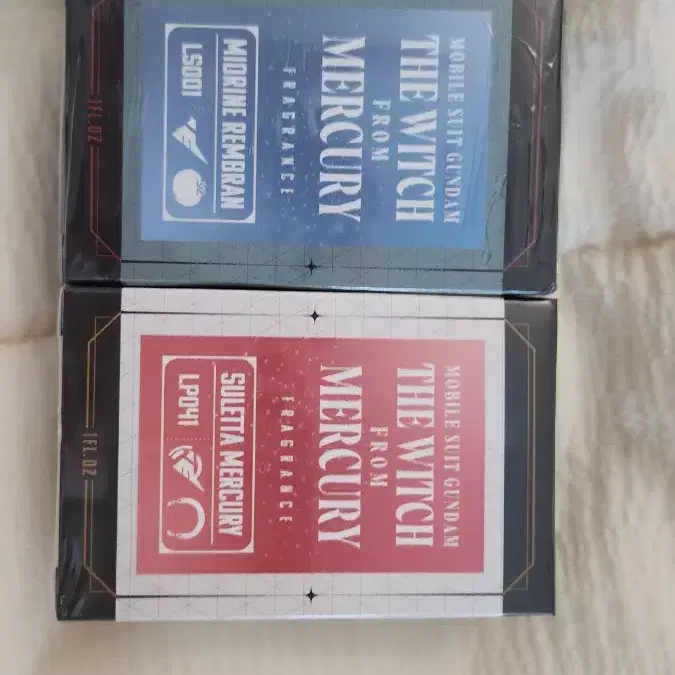 MOBILE SUIT GUNDAM
THE WITCH
FROM
MERCURY
FRAGRANCE
MIORINE REMBRAN
LS001
1FL.OZ
MOBILE SUIT GUNDAM
THE WITCH
FROM
MERCURY
FRAGRANCE
SULETTA MERCURY
LP041
1FL.OZ